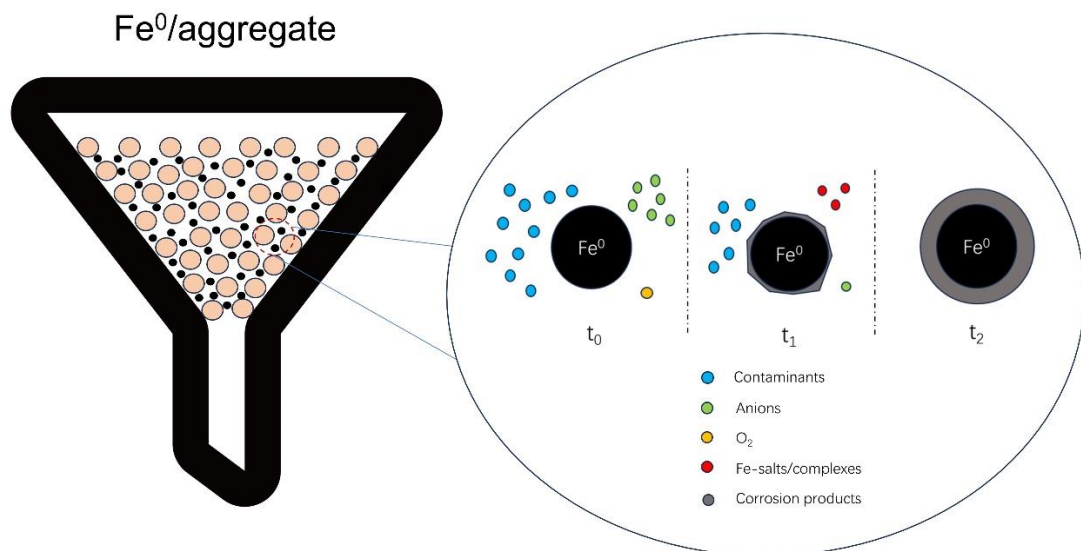 Fe⁰/aggregate
Fe⁰
Fe⁰
Fe⁰
t₀
t₁
t₂
Contaminants
Anions
O₂
Fe-salts/complexes
Corrosion products